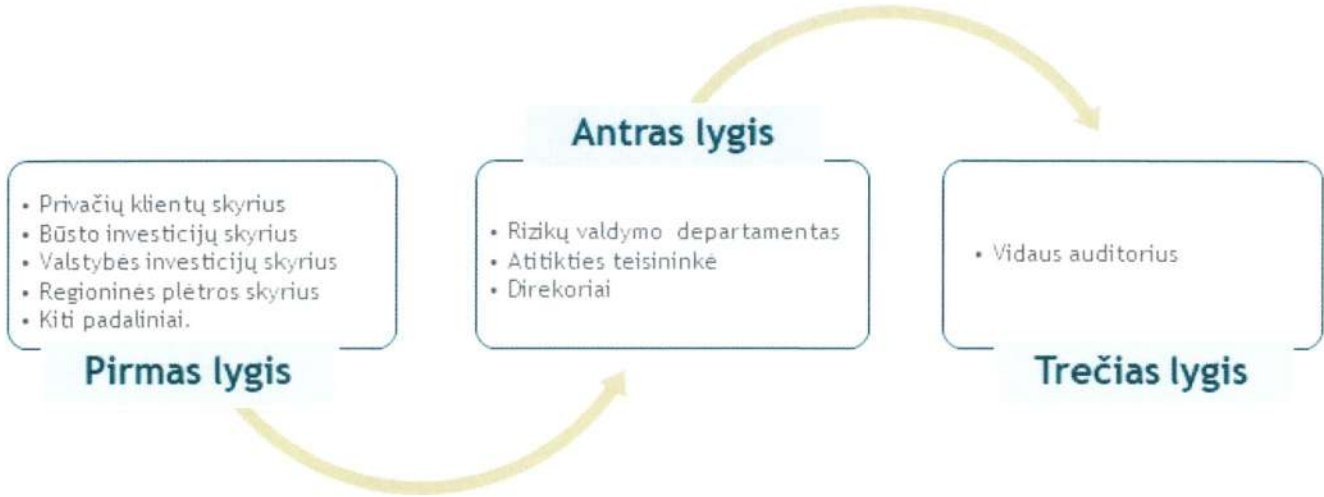 • Privačių klientų skyrius
• Būsto investicijų skyrius
• Valstybės investicijų skyrius
• Regioninės plėtros skyrius
• Kiti padaliniai.
Pirmas lygis
Antras lygis
• Rizikų valdymo departamentas
• Atitikties teisininkė
• Direkoriai
• Vidaus auditorius
Trečias lygis